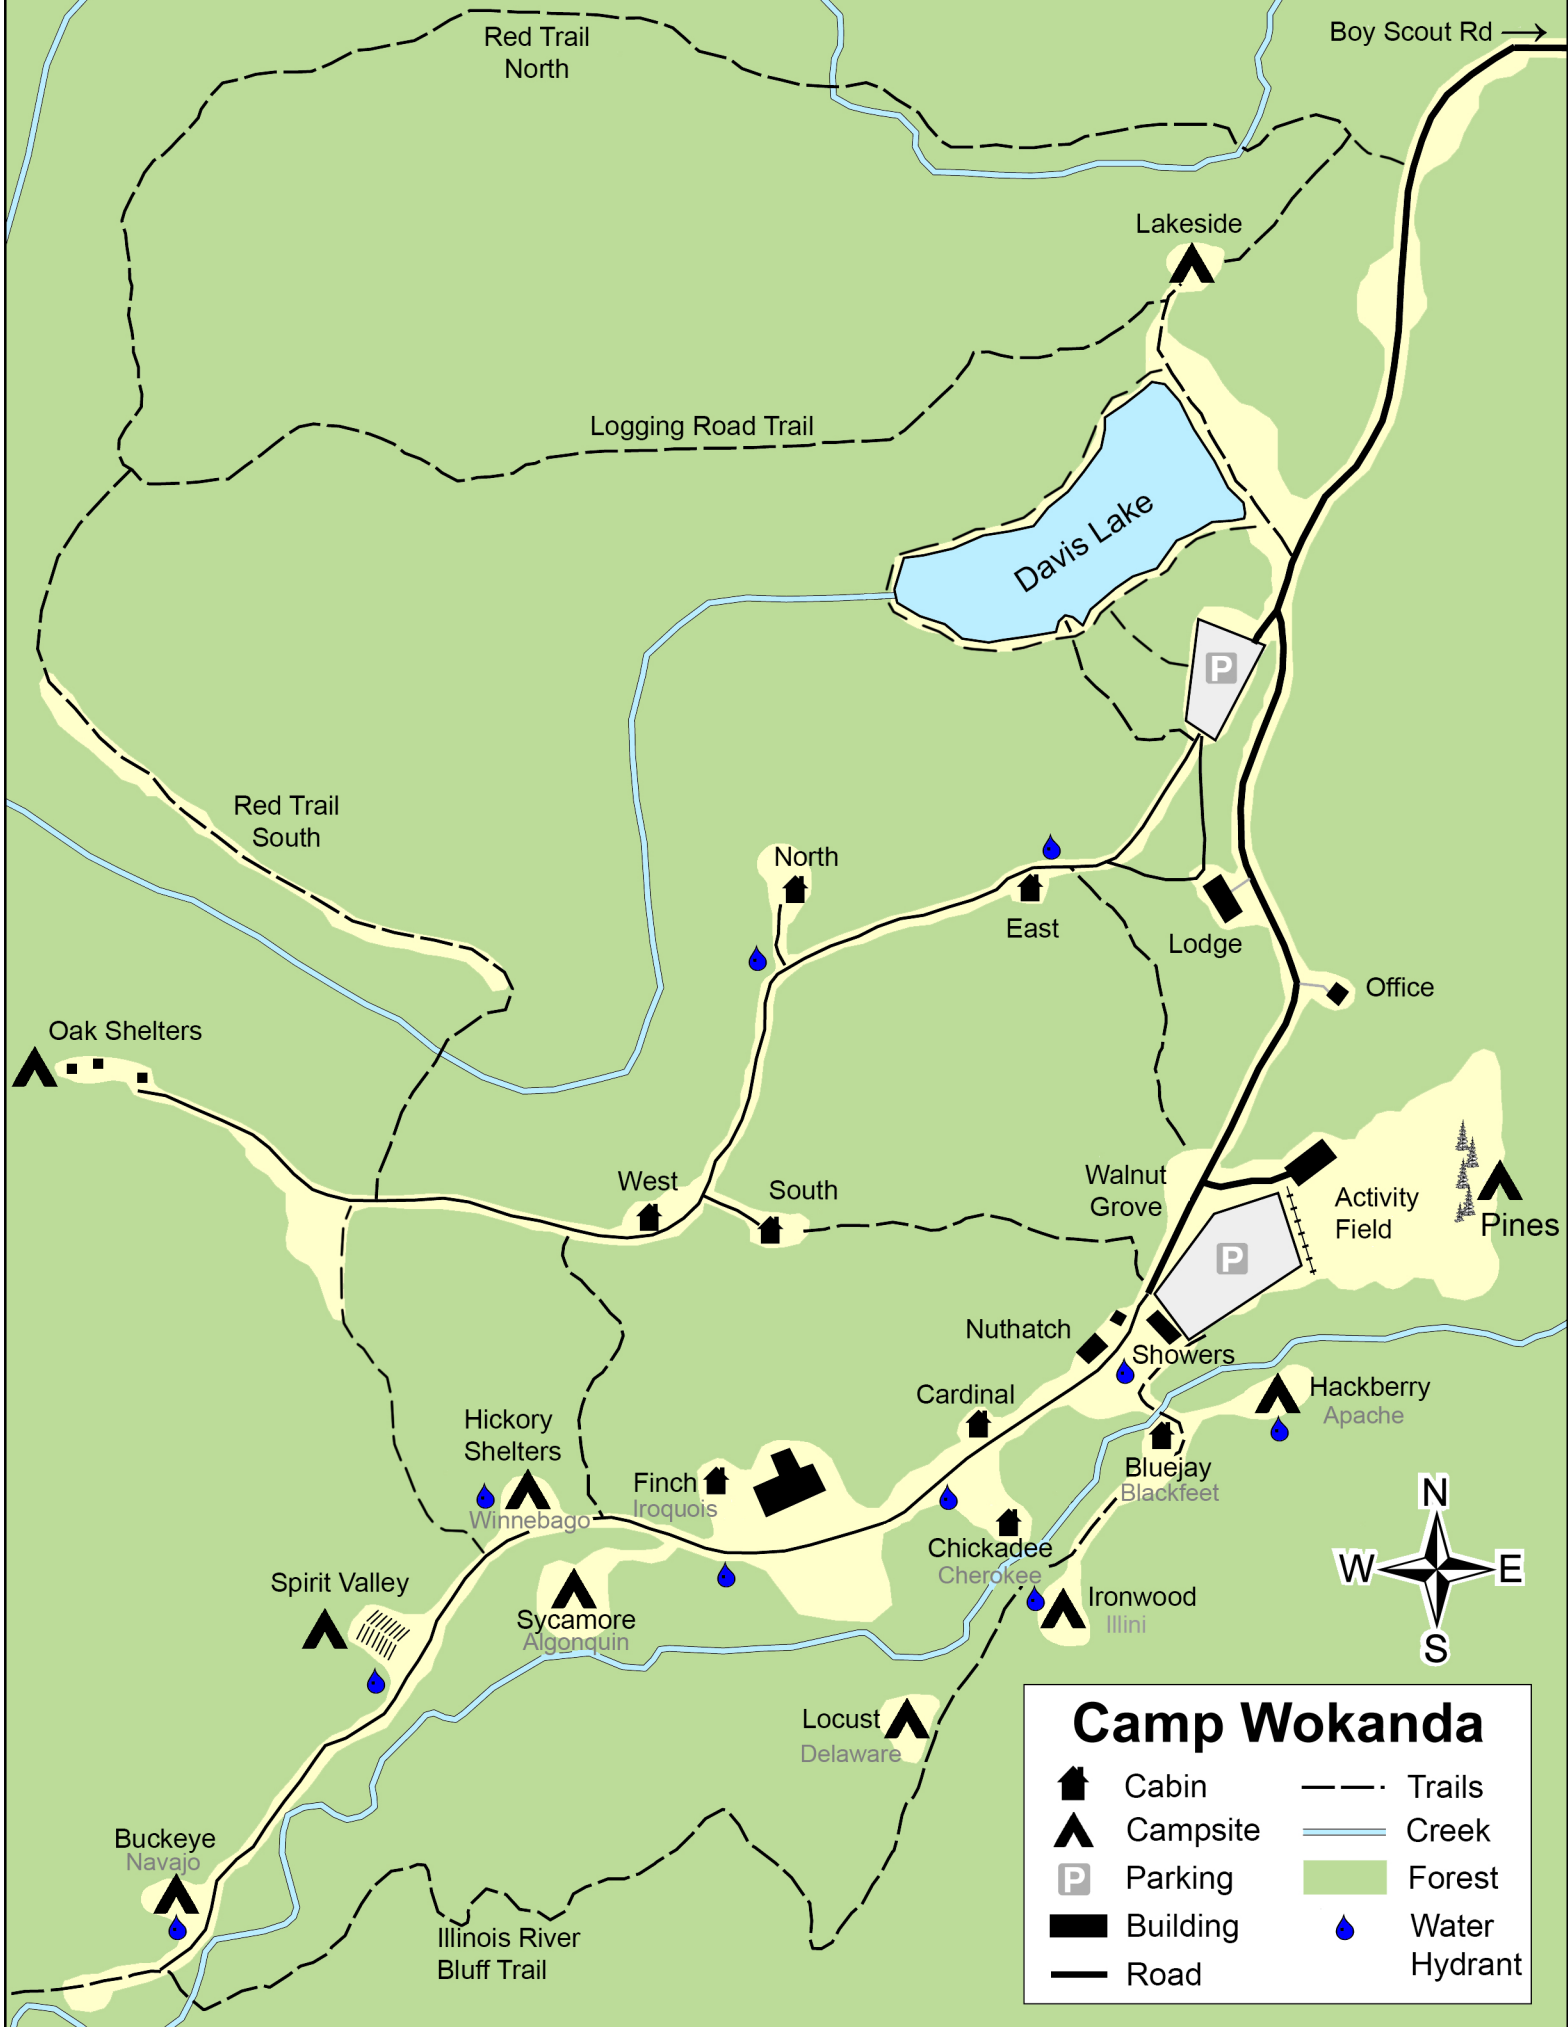 Boy Scout Rd
Red Trail
North
Lakeside
Logging Road Trail
Davis Lake
P
Red Trail
South
North
East
Lodge
Office
Oak Shelters
West
South
Walnut
Grove
Activity
Field
Pines
P
Nuthatch
Showers
Cardinal
Hackberry
Apache
Hickory
Shelters
Winnebago
Finch
Iroquois
Bluejay
Blackfeet
Chickadee
Cherokee
Spirit Valley
Sycamore
Algonquin
Ironwood
Illini
N
W
E
S
Locust
Delaware
Buckeye
Navajo
Illinois River
Bluff Trail
Camp Wokanda
Cabin
Trails
Campsite
Creek
P
Parking
Forest
Building
Water
Hydrant
Road